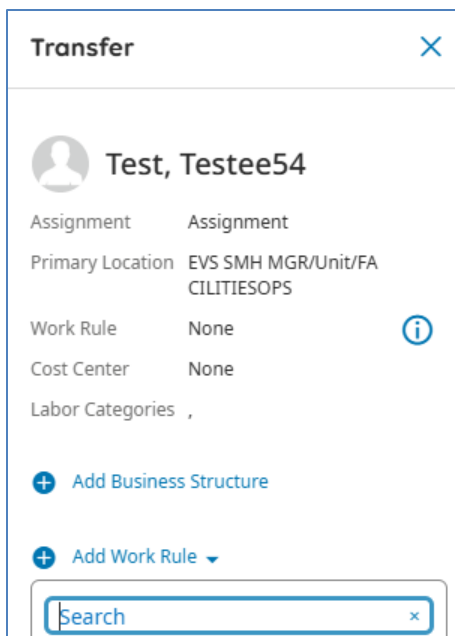 Transfer
Test, Testee54
Assignment Assignment
Primary Location EVS SMH MGR/Unit/FA
CILITIESOPS
Work Rule None
Cost Center None
Labor Categories ,
Add Business Structure
Add Work Rule
Search